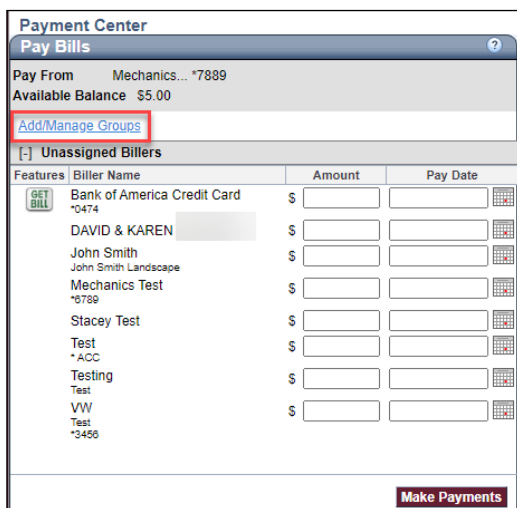 Payment Center
Pay Bills ?
Pay From Mechanics... *7889
Available Balance $5.00
Add/Manage Groups
[-] Unassigned Billers
Features Biller Name Amount Pay Date
GET BILL Bank of America Credit Card $
*0474
DAVID & KAREN $
John Smith $
John Smith Landscape
Mechanics Test $
*6789
Stacey Test $
Test $
* ACC
Testing $
Test
VW $
Test
*3456
Make Payments